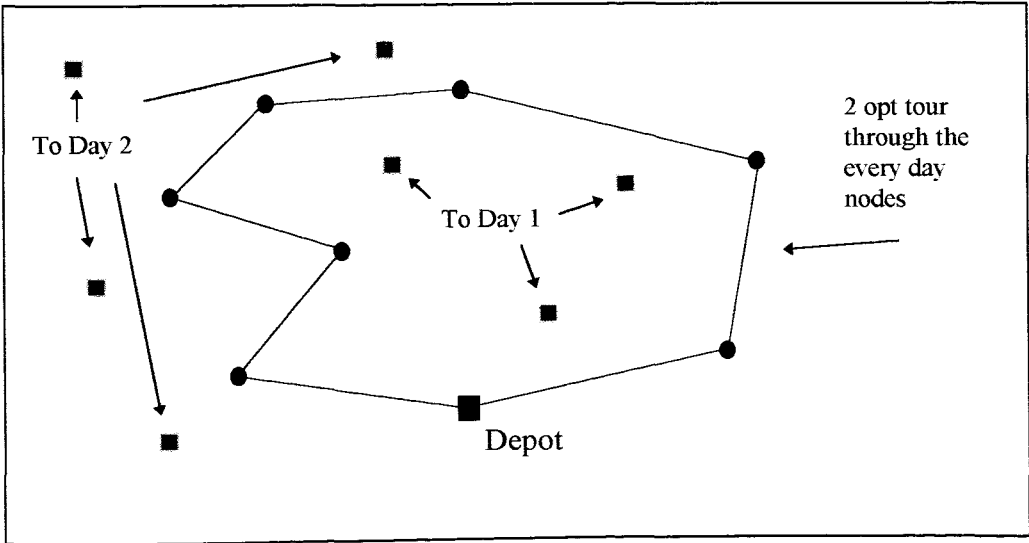 To Day 2
To Day 1
2 opt tour
through the
every day
nodes
Depot